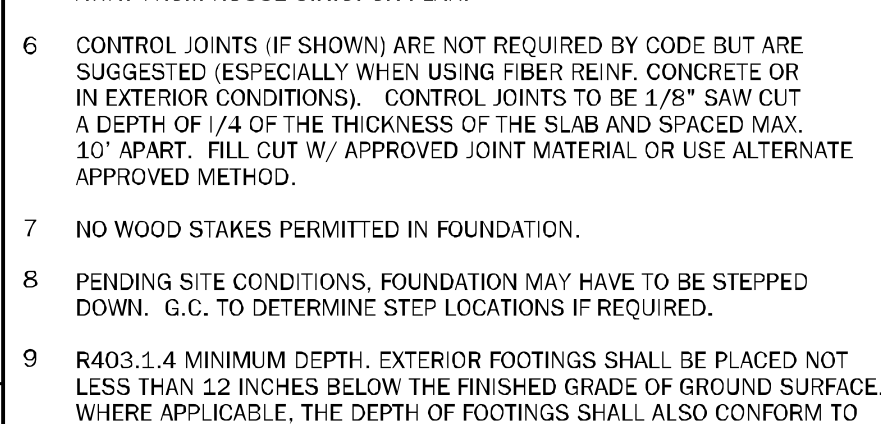 6 CONTROL JOINTS (IF SHOWN) ARE NOT REQUIRED BY CODE BUT ARE
SUGGESTED (ESPECIALLY WHEN USING FIBER REINF. CONCRETE OR
IN EXTERIOR CONDITIONS). CONTROL JOINTS TO BE 1/8" SAW CUT
A DEPTH OF I/4 OF THE THICKNESS OF THE SLAB AND SPACED MAX.
10' APART. FILL CUT W/ APPROVED JOINT MATERIAL OR USE ALTERNATE
APPROVED METHOD.
7 NO WOOD STAKES PERMITTED IN FOUNDATION.
8 PENDING SITE CONDITIONS, FOUNDATION MAY HAVE TO BE STEPPED
DOWN. G.C. TO DETERMINE STEP LOCATIONS IF REQUIRED.
9 R403.1.4 MINIMUM DEPTH. EXTERIOR FOOTINGS SHALL BE PLACED NOT
LESS THAN 12 INCHES BELOW THE FINISHED GRADE OF GROUND SURFACE.
WHERE APPLICABLE, THE DEPTH OF FOOTINGS SHALL ALSO CONFORM TO